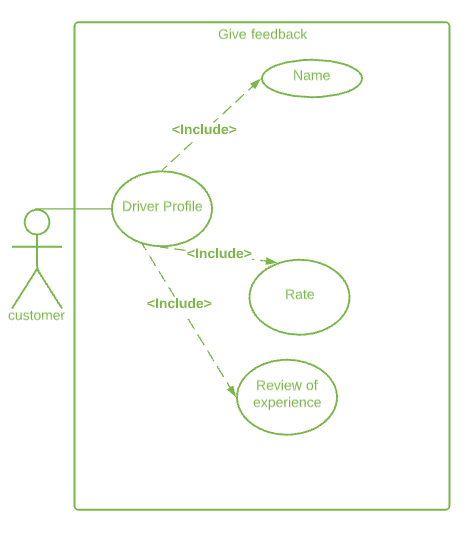 Give feedback
Name
<Include>
Driver Profile
<Include>
Rate
<Include>
customer
Review of
experience